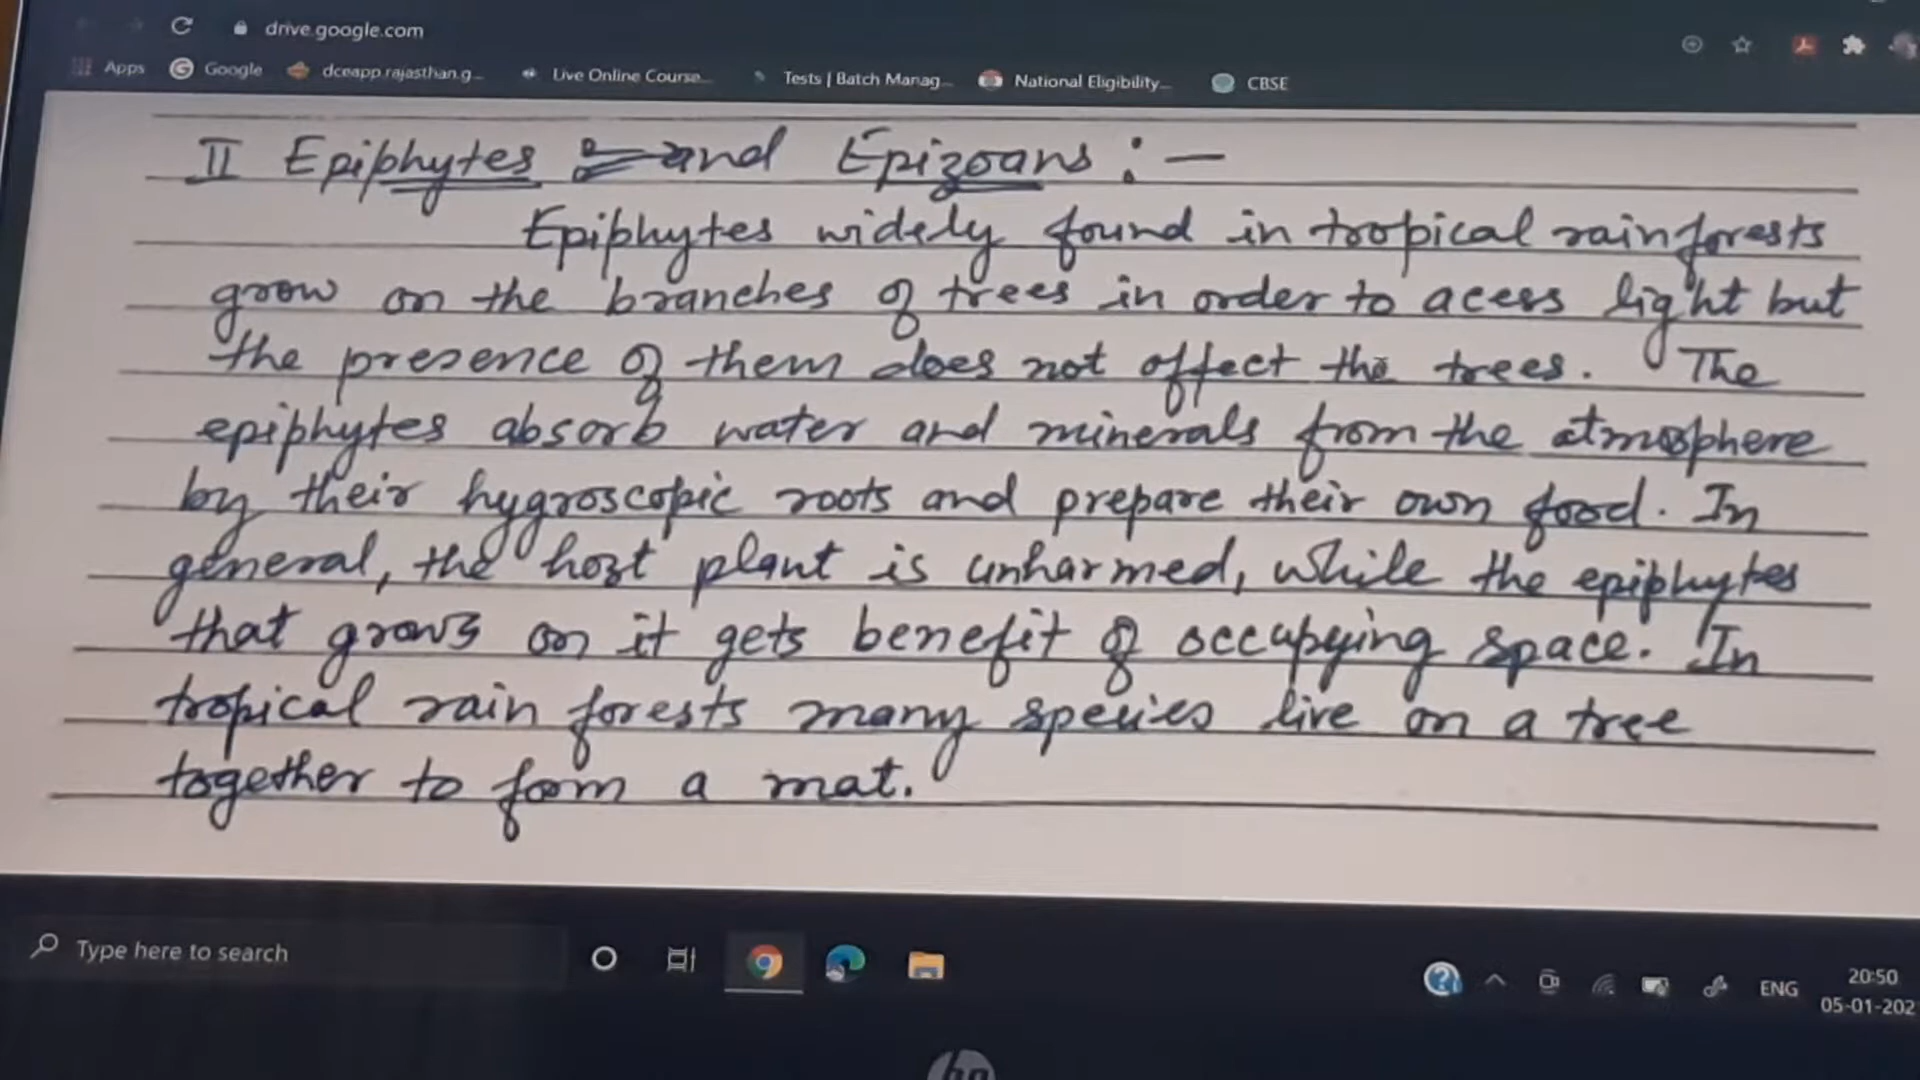 drive.google.com
Apps Google dceapp.rajasthan.g... Live Online Course... Tests | Batch Manag... National Eligibility... CBSE
II Epiphytes and Epizoans : —
Epiphytes widely found in tropical rainforests
grow on the branches of trees in order to acess light but
the presence of them does not offect the trees. The
epiphytes absorb water and minerals from the atmosphere
by their hygroscopic roots and prepare their own food. In
general, the host plant is unharmed, while the epiphytes
that grows on it gets benefit of occupying space. In
tropical rain forests many species live on a tree
together to form a mat.
Type here to search
ENG
20:50
05-01-202
hp